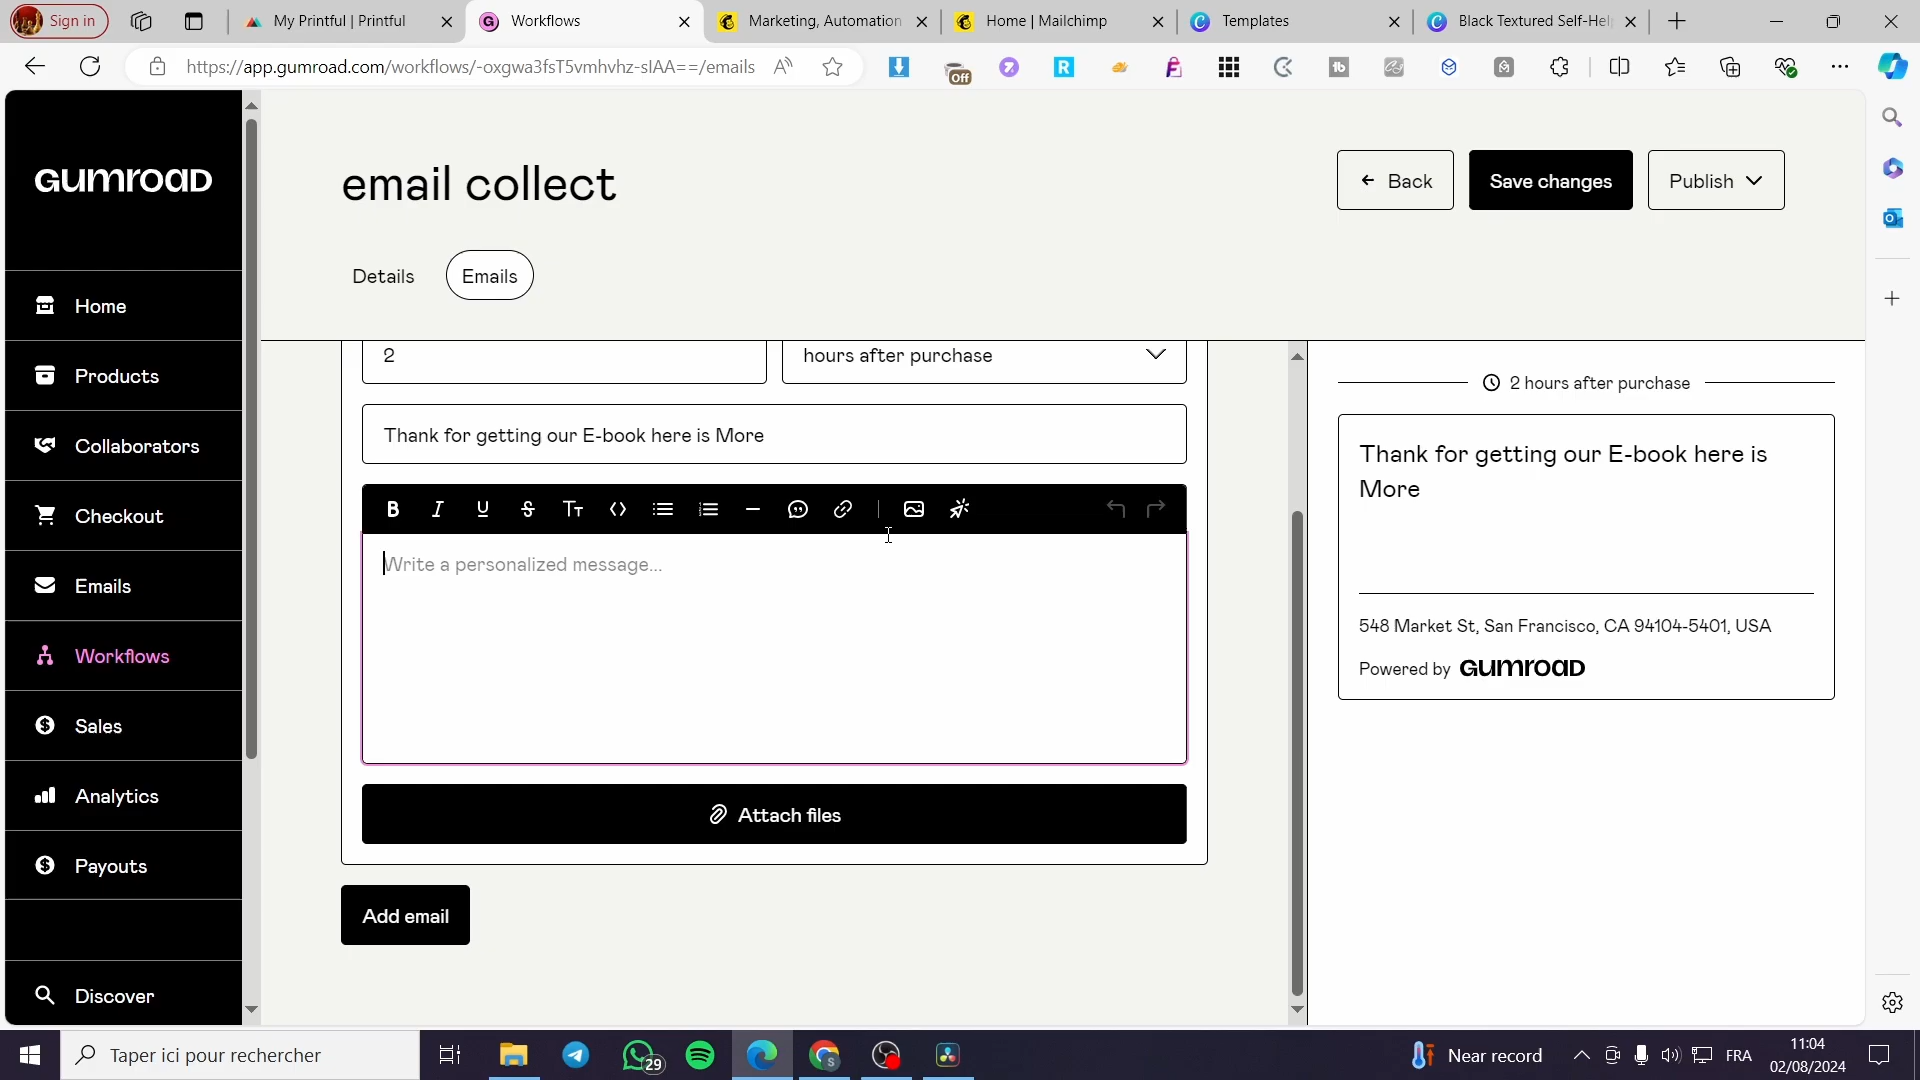 Sign in
My Printful | Printful
Workflows
Marketing, Automation
Home | Mailchimp
Templates
Black Textured Self-Hel
https://app.gumroad.com/workflows/-oxgwa3fsT5vmhvhz-sIAA==/emails
Off
GUMROAD
Home
Products
Collaborators
Checkout
Emails
Workflows
Sales
Analytics
Payouts
Discover
email collect
Back
Save changes
Publish
Details
Emails
2
hours after purchase
Thank for getting our E-book here is More
Write a personalized message...
Attach files
Add email
2 hours after purchase
Thank for getting our E-book here is
More
548 Market St, San Francisco, CA 94104-5401, USA
Powered by GUMROAD
Taper ici pour rechercher
29
Near record
FRA
11:04
02/08/2024